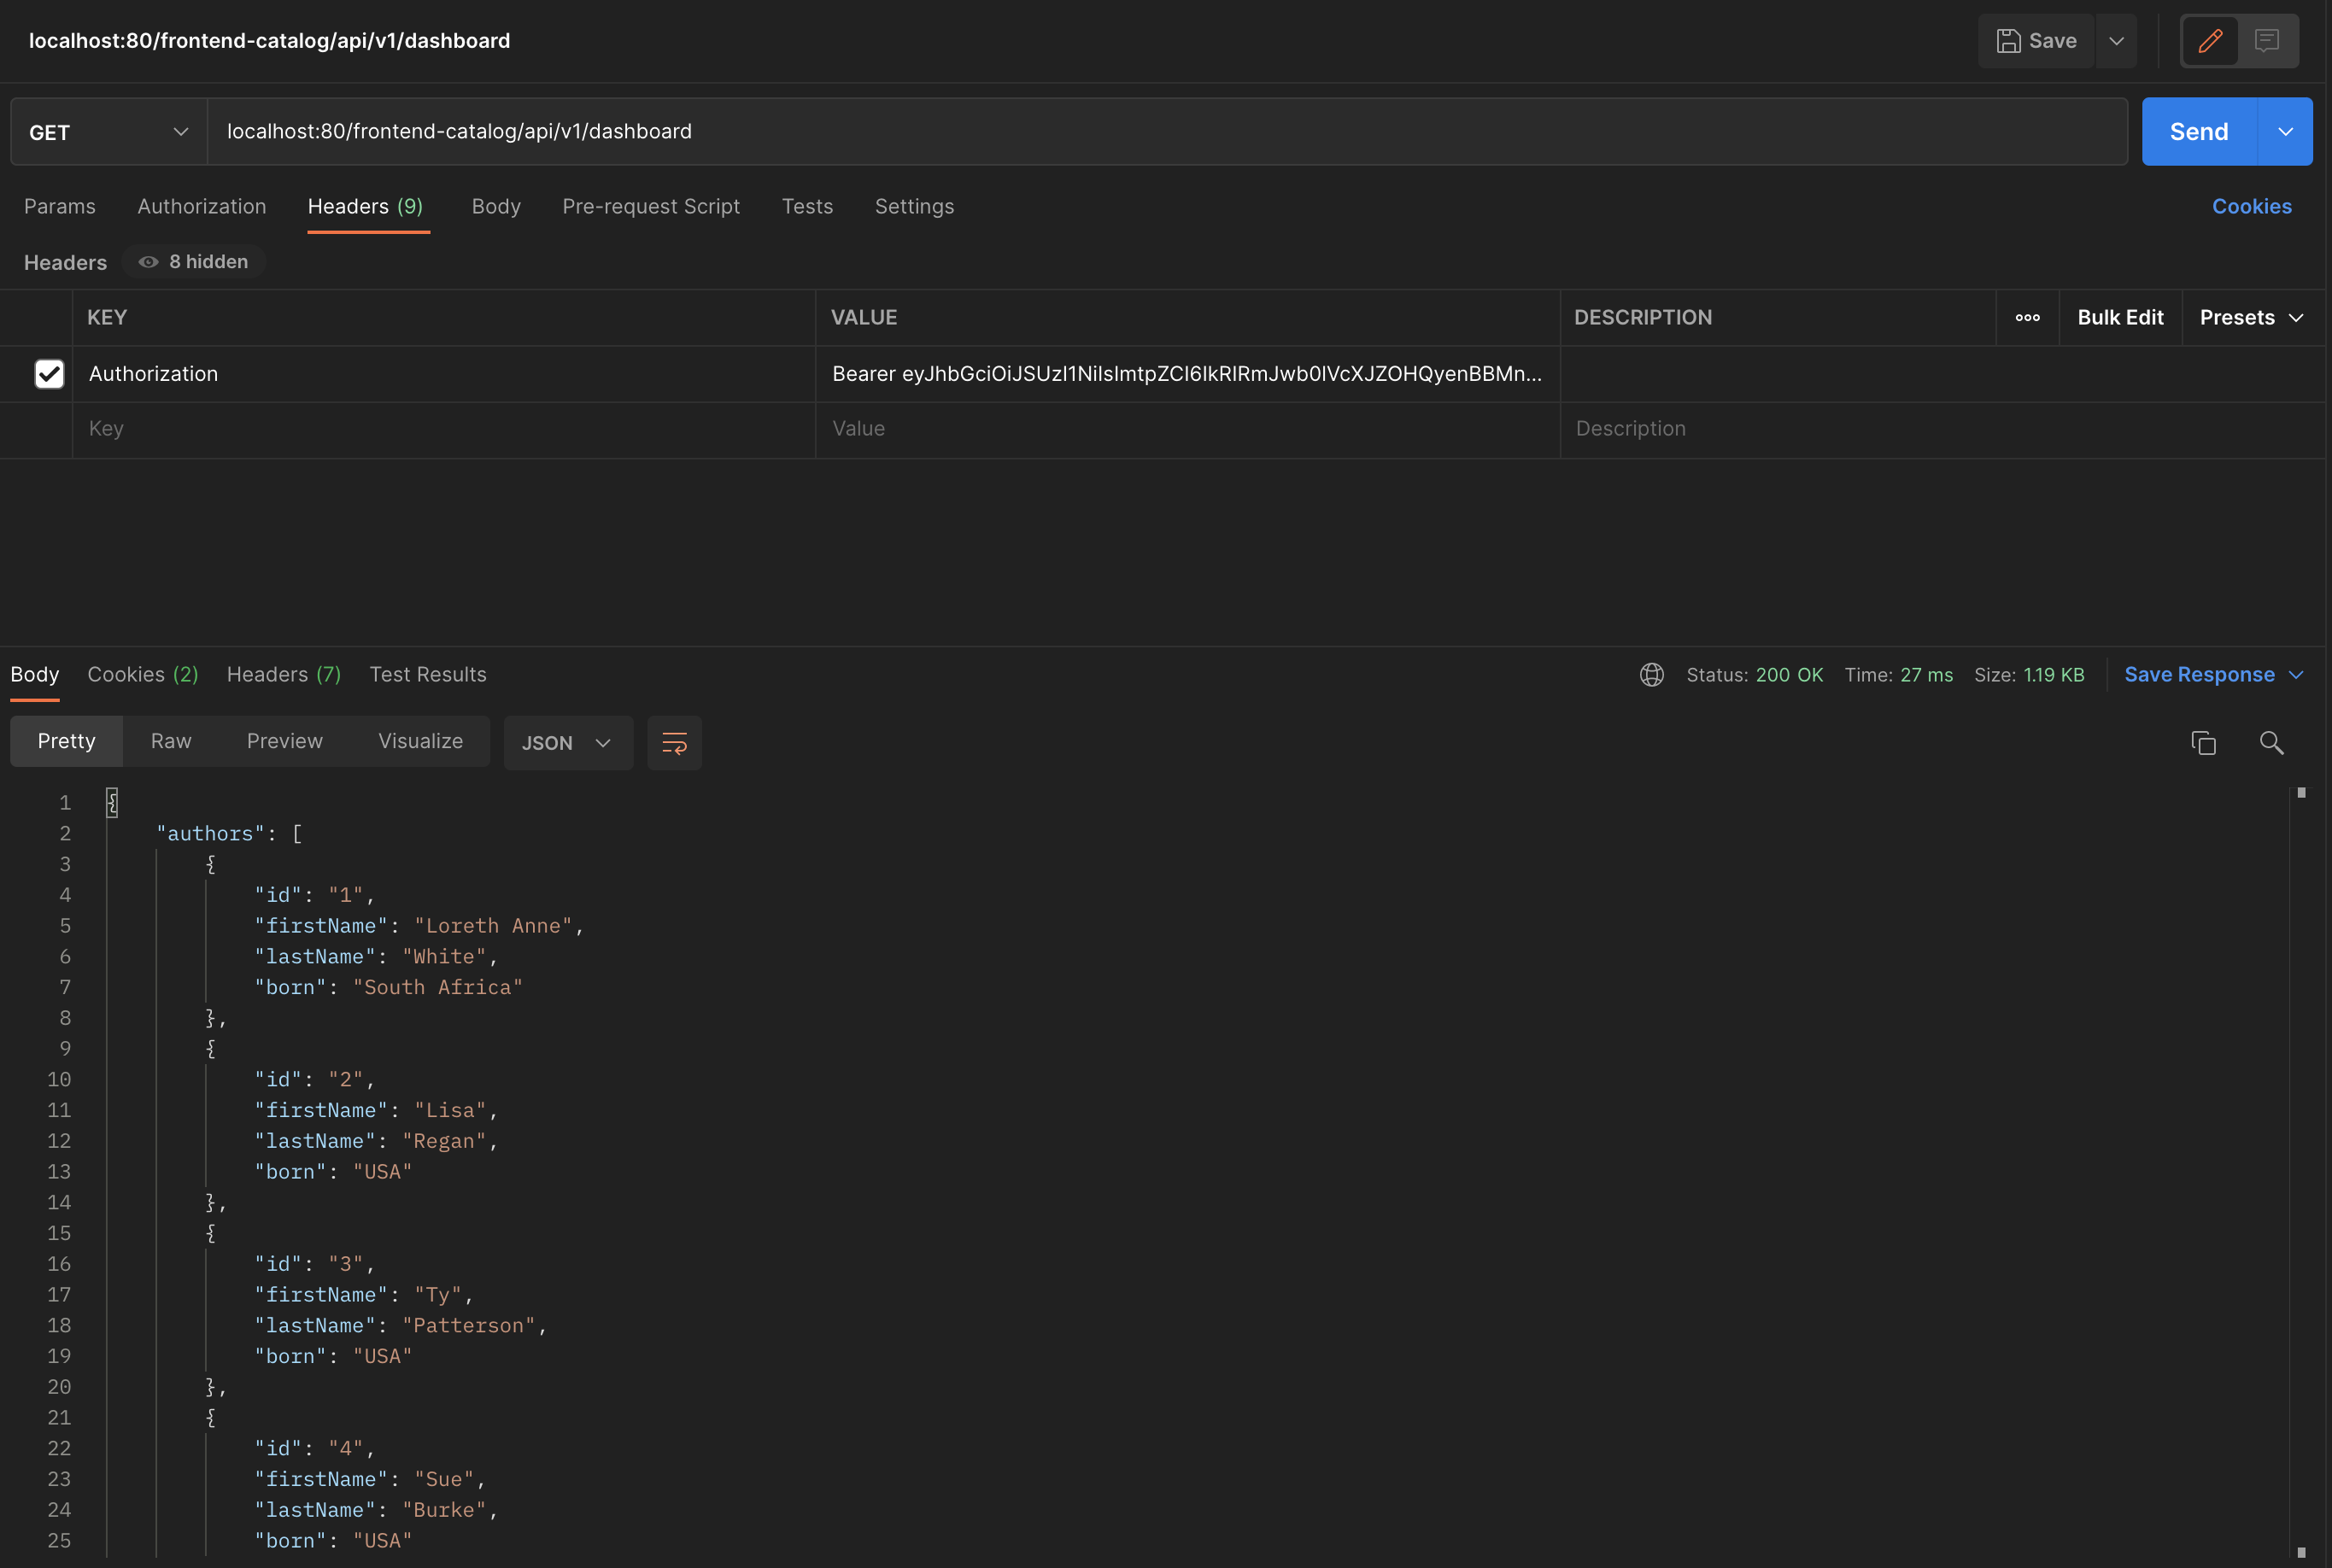 localhost:80/frontend-catalog/api/v1/dashboard
Save
GET
localhost:80/frontend-catalog/api/v1/dashboard
Send
Params Authorization Headers (9) Body Pre-request Script Tests Settings Cookies
Headers 8 hidden
KEY VALUE DESCRIPTION ooo Bulk Edit Presets
Authorization Bearer eyJhbGciOiJSUzI1NiIsImtpZCI6IkRIRmJwb0lVcXJZOHQyenBBMn...
Key Value Description
Body Cookies (2) Headers (7) Test Results Status: 200 OK Time: 27 ms Size: 1.19 KB Save Response
Pretty Raw Preview Visualize JSON
1 {
2 "authors": [
3 {
4 "id": "1",
5 "firstName": "Loreth Anne",
6 "lastName": "White",
7 "born": "South Africa"
8 },
9 {
10 "id": "2",
11 "firstName": "Lisa",
12 "lastName": "Regan",
13 "born": "USA"
14 },
15 {
16 "id": "3",
17 "firstName": "Ty",
18 "lastName": "Patterson",
19 "born": "USA"
20 },
21 {
22 "id": "4",
23 "firstName": "Sue",
24 "lastName": "Burke",
25 "born": "USA"